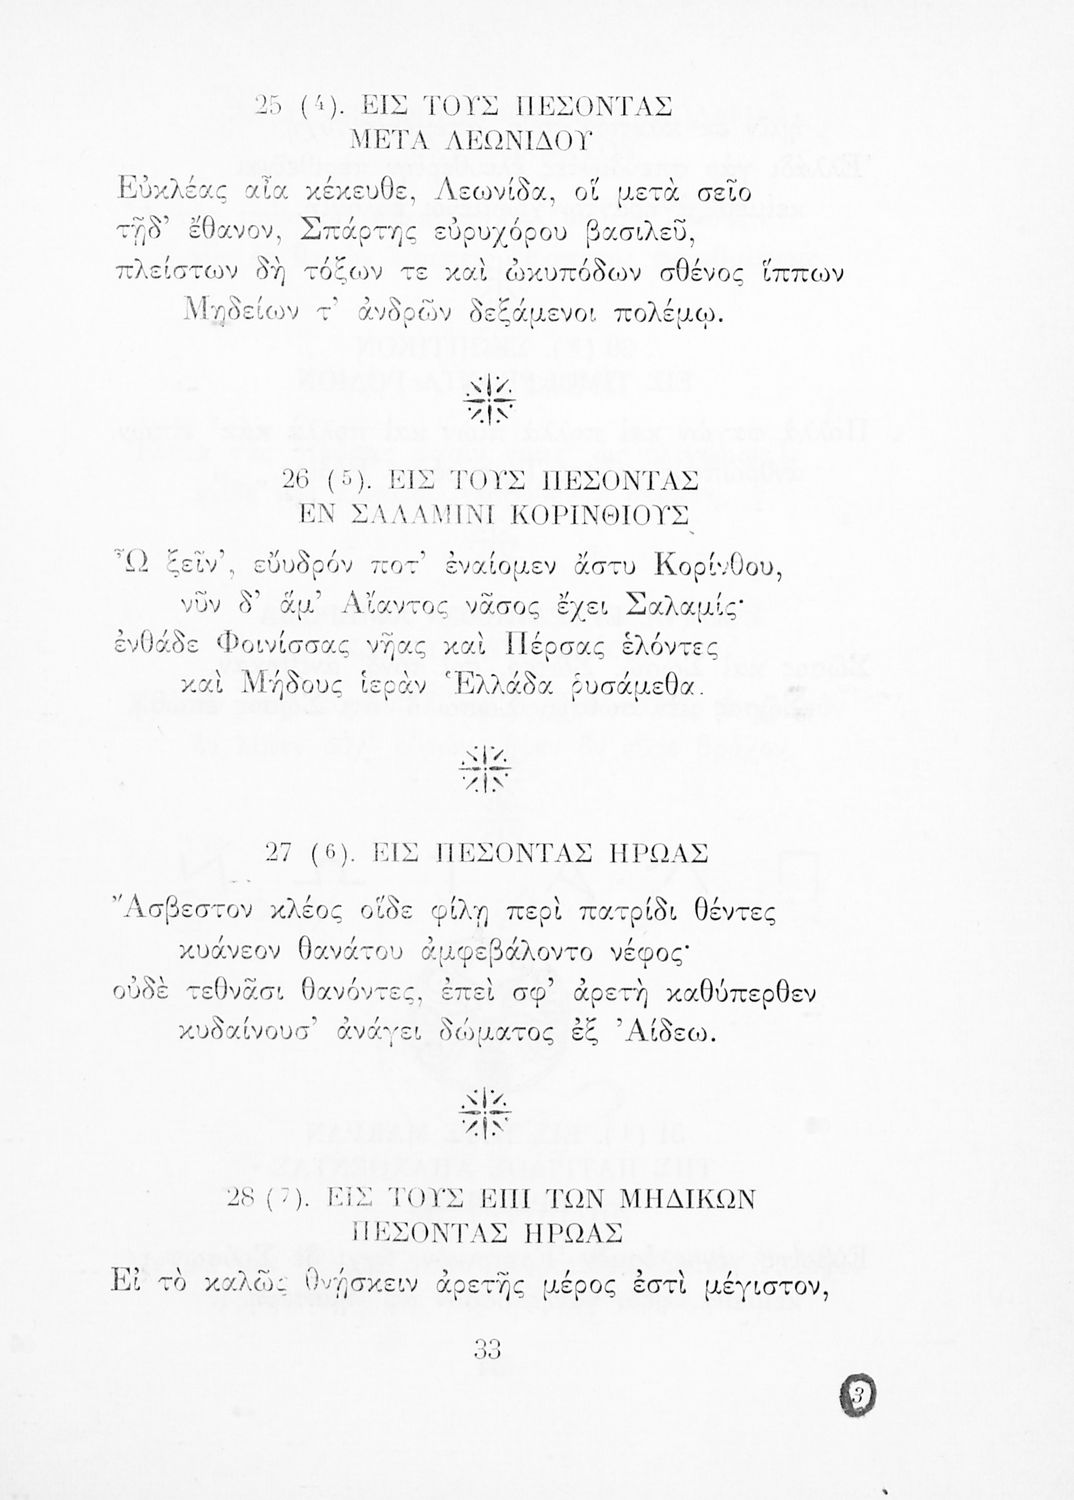 25 (4). ΕΙΣ ΤΟΥΣ ΠΕΣΟΝΤΑΣ
ΜΕΤΑ ΛΕΩΝΙΔΟΥ
Εὐκλέας αἶα κέκευθε, Λεωνίδα, οἵ μετὰ σεῖο
τῇδ’ ἔθανον, Σπάρτης εὐρυχόρου βασιλεῦ,
πλείστων δὴ τόξων τε καὶ ὠκυπόδων σθένος ἵππων
Μηδείων τ’ ἀνδρῶν δεξάμενοι πολέμῳ.
26 (5). ΕΙΣ ΤΟΥΣ ΠΕΣΟΝΤΑΣ
ΕΝ ΣΑΛΑΜΙΝΙ ΚΟΡΙΝΘΙΟΥΣ
Ὦ ξεῖν’, εὔυδρόν ποτ’ ἐναίομεν ἄστυ Κορίνθου,
νῦν δ’ ἅμ’ Αἴαντος νᾶσος ἔχει Σαλαμίς·
ἐνθάδε Φοινίσσας νῆας καὶ Πέρσας ἑλόντες
καὶ Μήδους ἱερὰν Ἑλλάδα ῥυσάμεθα.
27 (6). ΕΙΣ ΠΕΣΟΝΤΑΣ ΗΡΩΑΣ
Ἄσβεστον κλέος οἵδε φίλῃ περὶ πατρίδι θέντες
κυάνεον θανάτου ἀμφεβάλοντο νέφος·
οὐδὲ τεθνᾶσι θανόντες, ἐπεὶ σφ’ ἀρετὴ καθύπερθεν
κυδαίνουσ’ ἀνάγει δώματος ἐξ Ἀίδεω.
28 (7). ΕΙΣ ΤΟΥΣ ΕΠΙ ΤΩΝ ΜΗΔΙΚΩΝ
ΠΕΣΟΝΤΑΣ ΗΡΩΑΣ
Εἰ τὸ καλῶς θνήσκειν ἀρετῆς μέρος ἐστὶ μέγιστον,
33
3